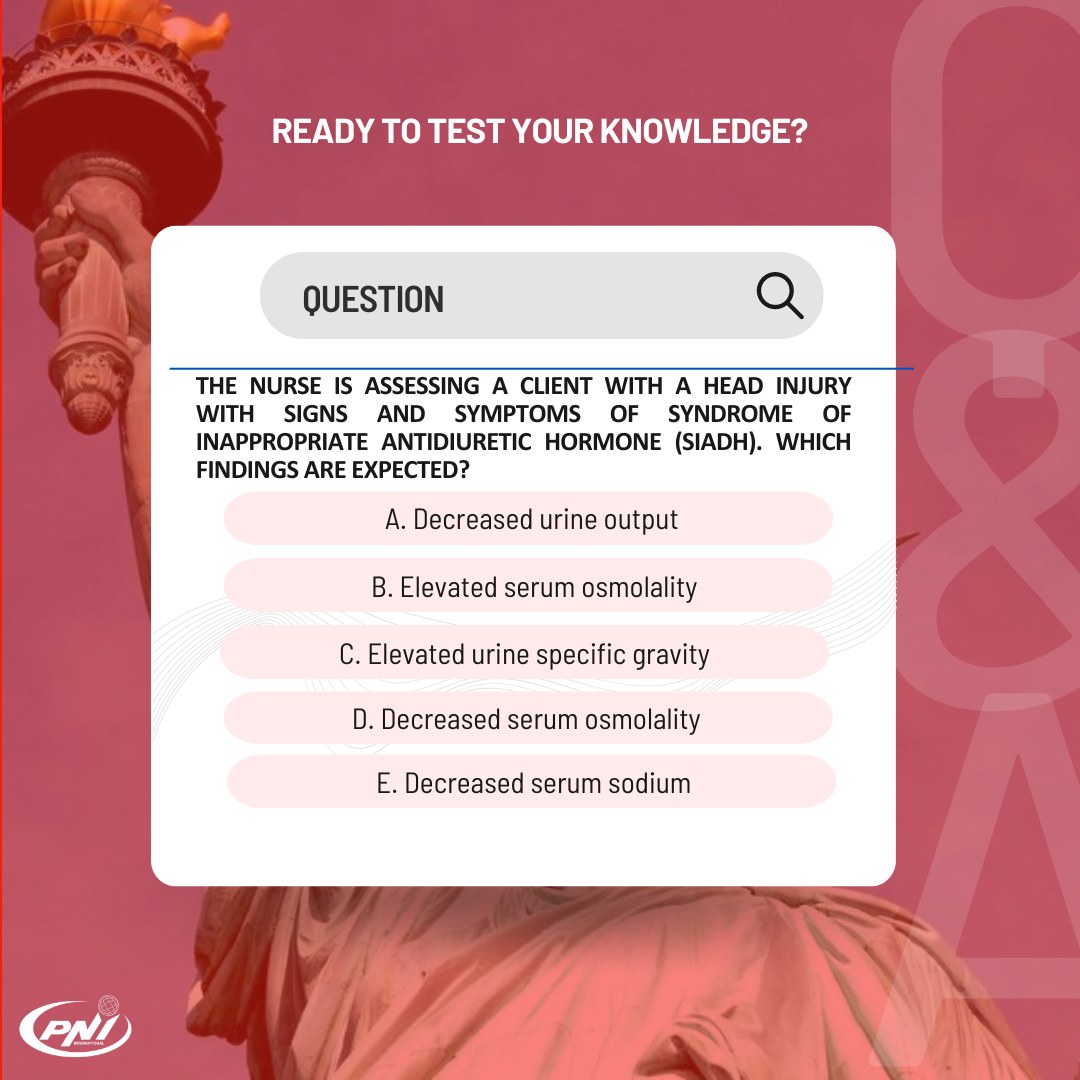 READY TO TEST YOUR KNOWLEDGE?
QUESTION
THE NURSE IS ASSESSING A CLIENT WITH A HEAD INJURY
WITH SIGNS AND SYMPTOMS OF SYNDROME OF
INAPPROPRIATE ANTIDIURETIC HORMONE (SIADH). WHICH
FINDINGS ARE EXPECTED?
A. Decreased urine output
B. Elevated serum osmolality
C. Elevated urine specific gravity
D. Decreased serum osmolality
E. Decreased serum sodium
Q&A
PNI
INTERNATIONAL